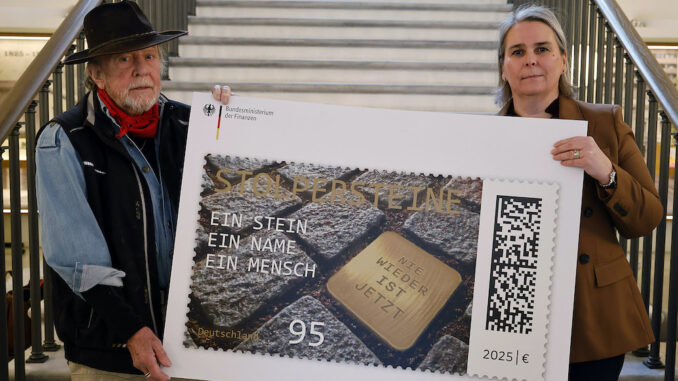 Bundesministerium
der Finanzen
STOLPERSTEINE
EIN STEIN
EIN NAME
EIN MENSCH
NIE
WIEDER
IST
JETZT
Deutschland
95
2025|€